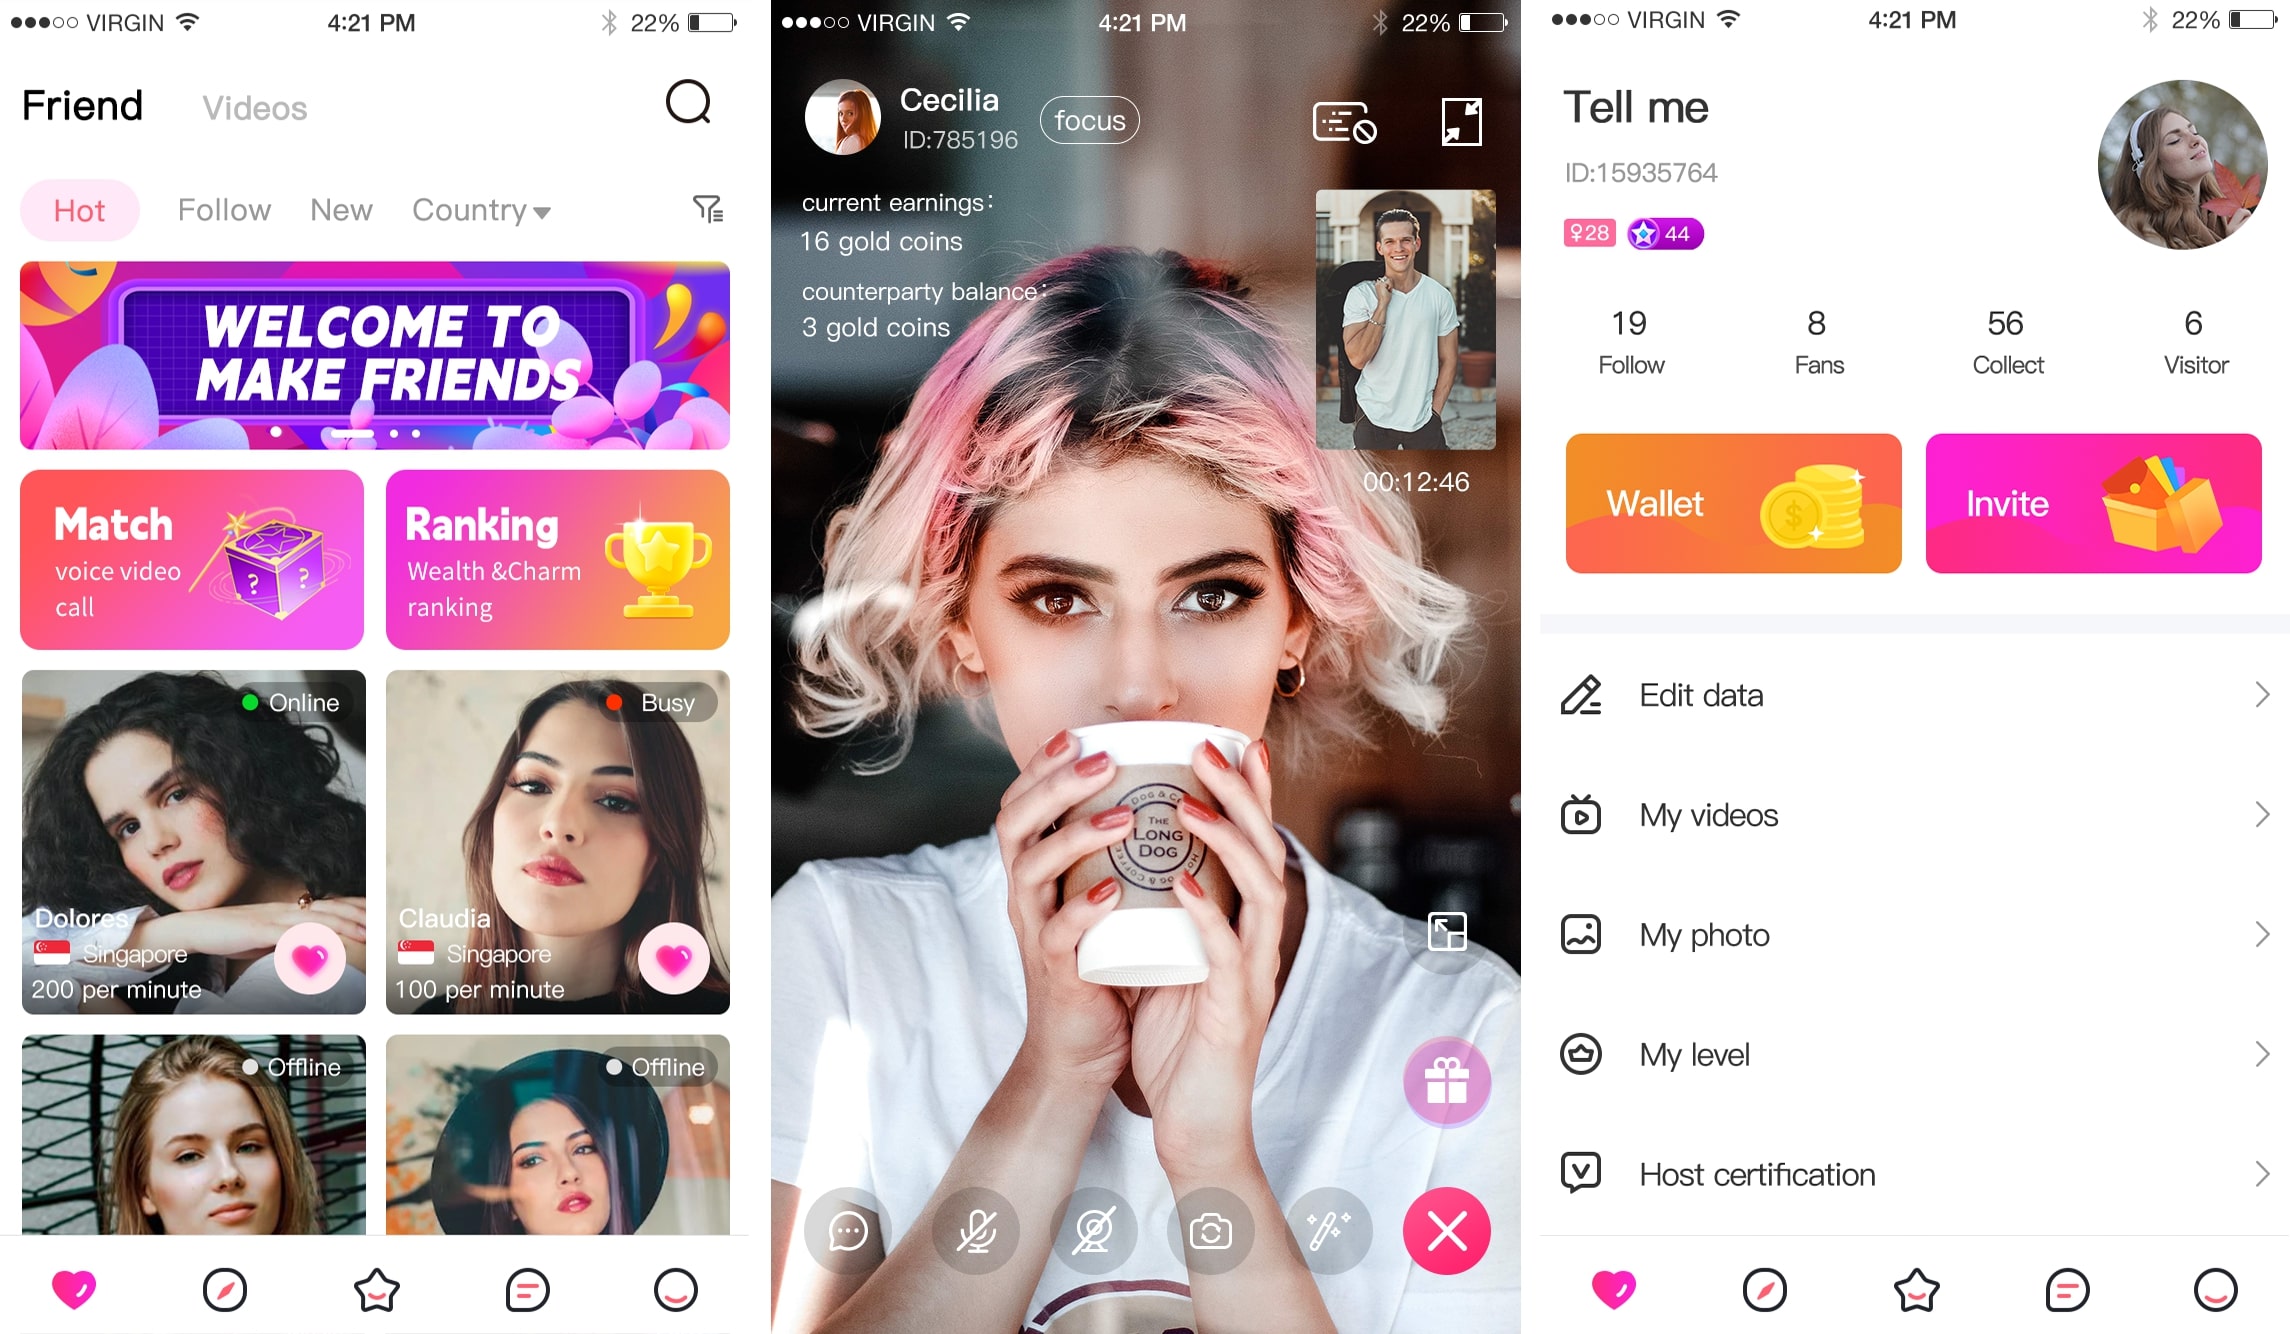 VIRGIN 4:21 PM 22%
Friend Videos
Hot Follow New Country
WELCOME TO
MAKE FRIENDS
Match
voice video
call
Ranking
Wealth &Charm
ranking
Online
Dolores
Singapore
200 per minute
Busy
Claudia
Singapore
100 per minute
Offline
Offline
VIRGIN 4:21 PM 22%
Cecilia
ID:785196
focus
current earnings:
16 gold coins
counterparty balance:
3 gold coins
00:12:46
DOG & CO
THE
LONG
DOG
VIRGIN 4:21 PM 22%
Tell me
ID:15935764
♀28 44
19 8 56 6
Follow Fans Collect Visitor
Wallet Invite
Edit data
My videos
My photo
My level
Host certification